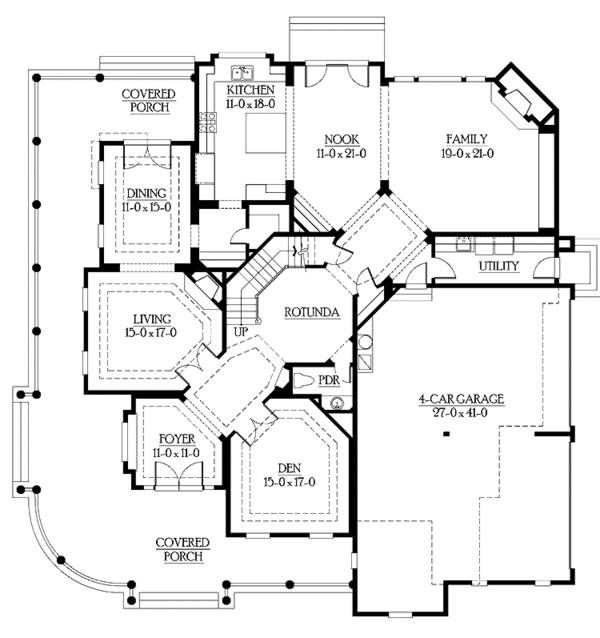 COVERED
PORCH
KITCHEN
11-0 x 18-0
NOOK
11-0 x 21-0
FAMILY
19-0 x 21-0
DINING
11-0 x 15-0
UTILITY
LIVING
15-0 x 17-0
ROTUNDA
UP
PDR
4-CAR GARAGE
27-0 x 41-0
FOYER
11-0 x 11-0
DEN
15-0 x 17-0
COVERED
PORCH